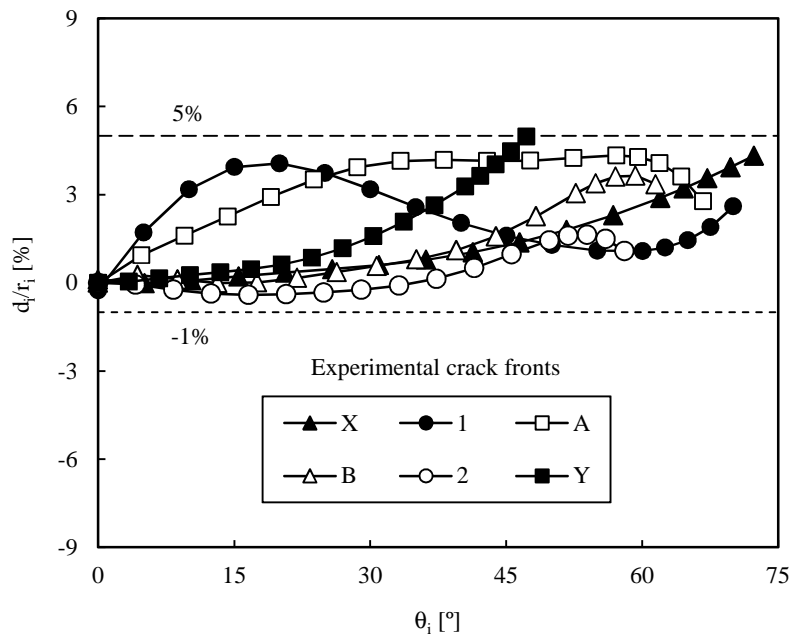 9
6
5%
3
0
-1%
-3
-6
-9
dᵢ/rᵢ [%]
Experimental crack fronts
X 1 A
B 2 Y
0 15 30 45 60 75
θᵢ [º]